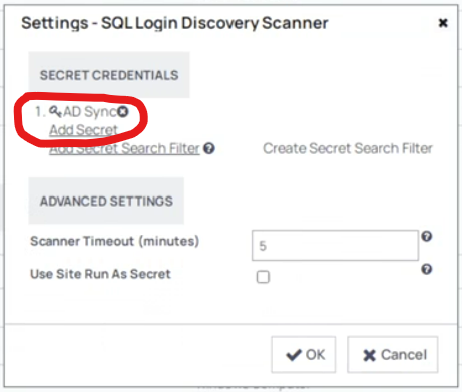 Settings - SQL Login Discovery Scanner
SECRET CREDENTIALS
1. AD Sync
Add Secret
Add Secret Search Filter Create Secret Search Filter
ADVANCED SETTINGS
Scanner Timeout (minutes) 5
Use Site Run As Secret
OK Cancel